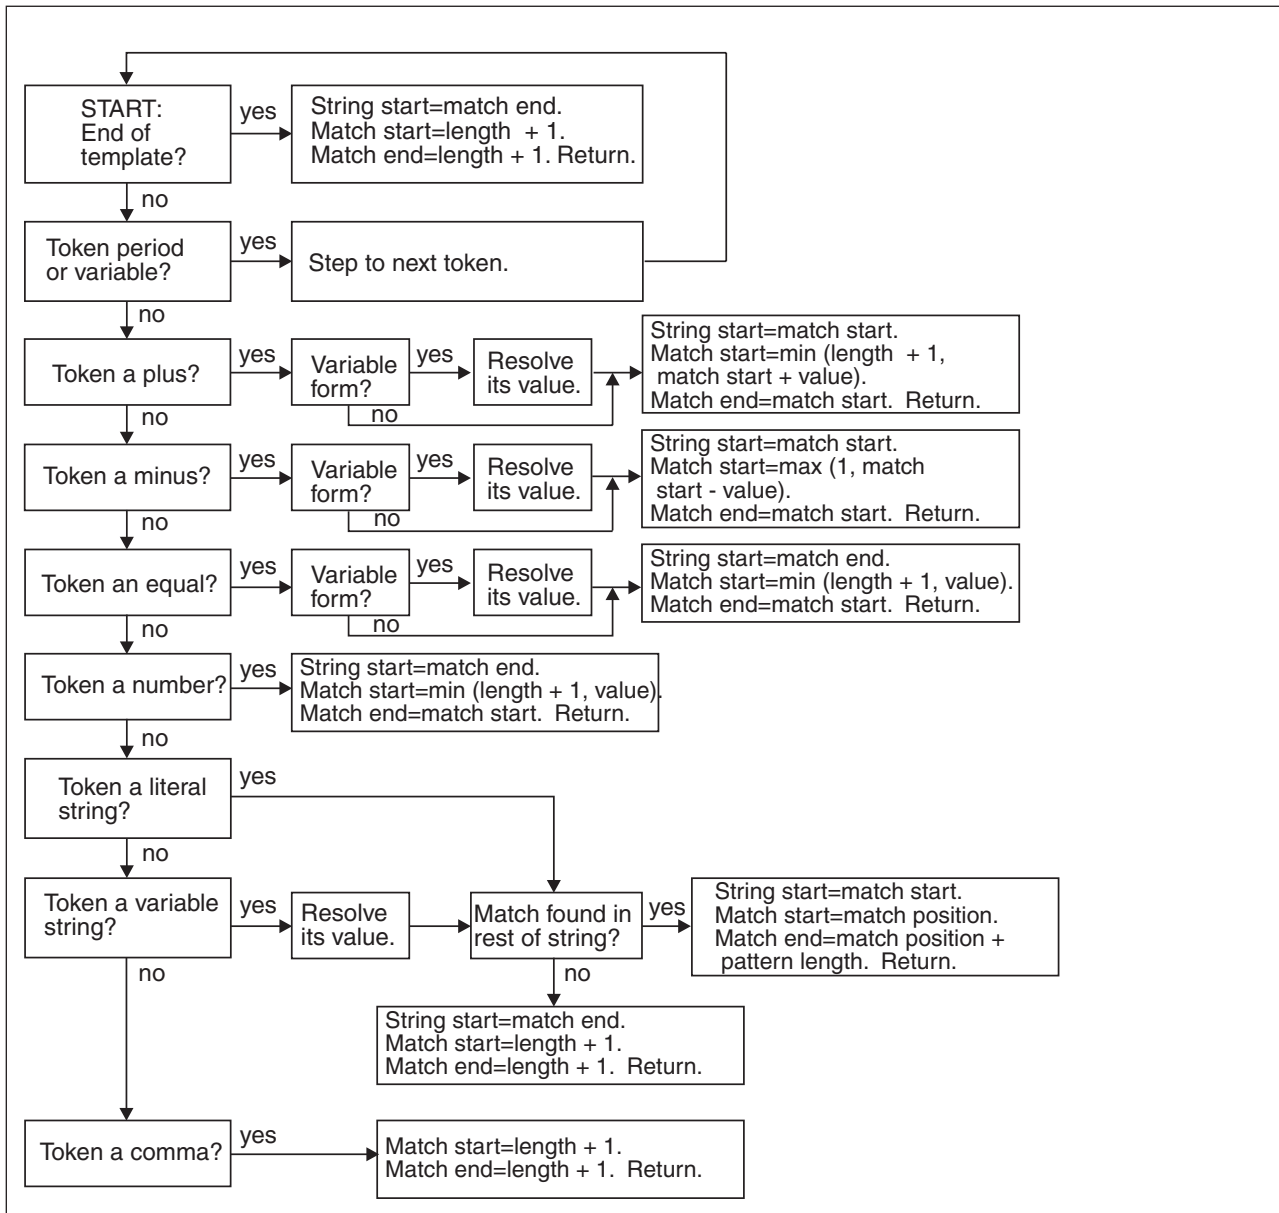 START:
End of
template?
yes
String start=match end.
Match start=length + 1.
Match end=length + 1. Return.
no
Token period
or variable?
yes
Step to next token.
no
Token a plus?
yes
Variable
form?
yes
no
Resolve
its value.
String start=match start.
Match start=min (length + 1,
match start + value).
Match end=match start. Return.
no
Token a minus?
yes
Variable
form?
yes
no
Resolve
its value.
String start=match start.
Match start=max (1, match
start - value).
Match end=match start. Return.
no
Token an equal?
yes
Variable
form?
yes
no
Resolve
its value.
String start=match end.
Match start=min (length + 1, value).
Match end=match start. Return.
no
Token a number?
yes
String start=match end.
Match start=min (length + 1, value).
Match end=match start. Return.
no
Token a literal
string?
yes
no
Token a variable
string?
yes
Resolve
its value.
Match found in
rest of string?
yes
String start=match start.
Match start=match position.
Match end=match position +
pattern length. Return.
no
no
String start=match end.
Match start=length + 1.
Match end=length + 1. Return.
Token a comma?
yes
Match start=length + 1.
Match end=length + 1. Return.